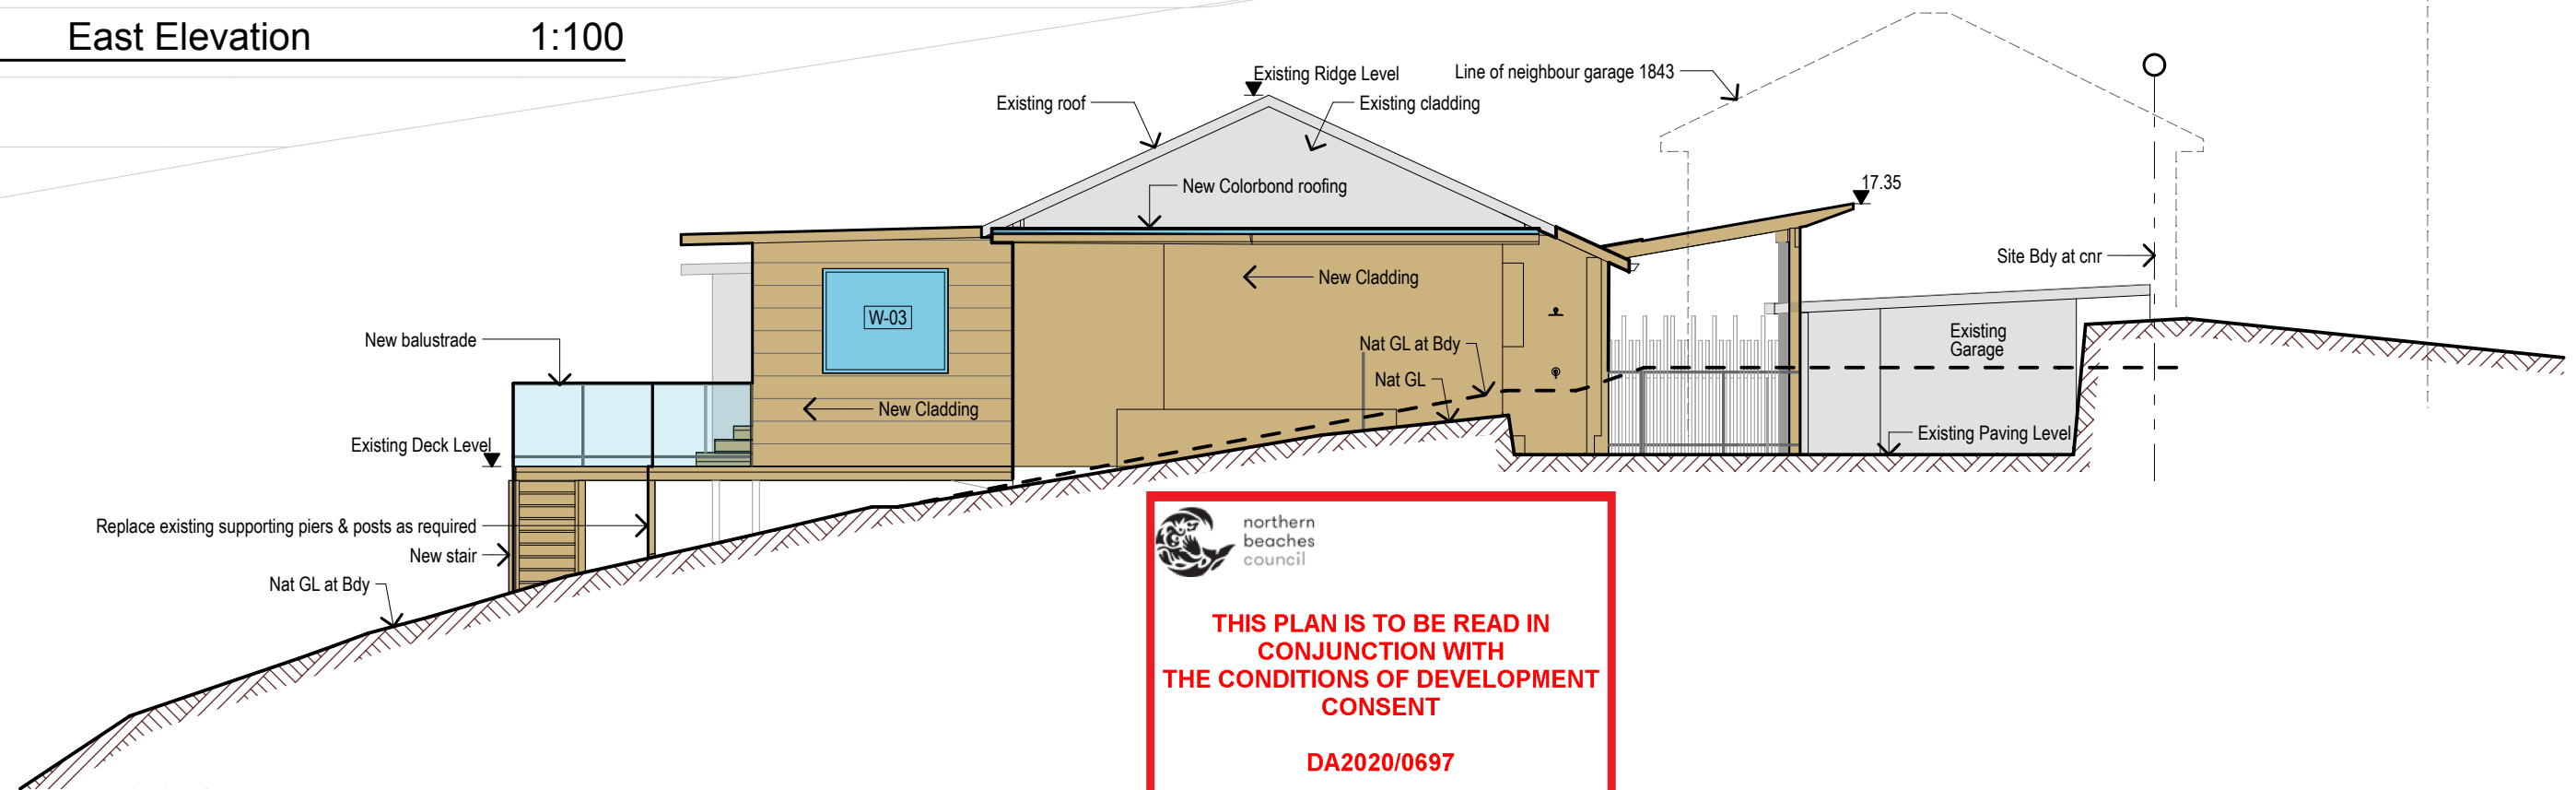 East Elevation 1:100
Existing Ridge Level
Line of neighbour garage 1843
Existing roof
Existing cladding
New Colorbond roofing
17.35
Site Bdy at cnr
New Cladding
W-03
New balustrade
Nat GL at Bdy
Existing
Garage
Nat GL
New Cladding
Existing Deck Level
Existing Paving Level
Replace existing supporting piers & posts as required
New stair
Nat GL at Bdy
northern
beaches
council
THIS PLAN IS TO BE READ IN
CONJUNCTION WITH
THE CONDITIONS OF DEVELOPMENT
CONSENT
DA2020/0697